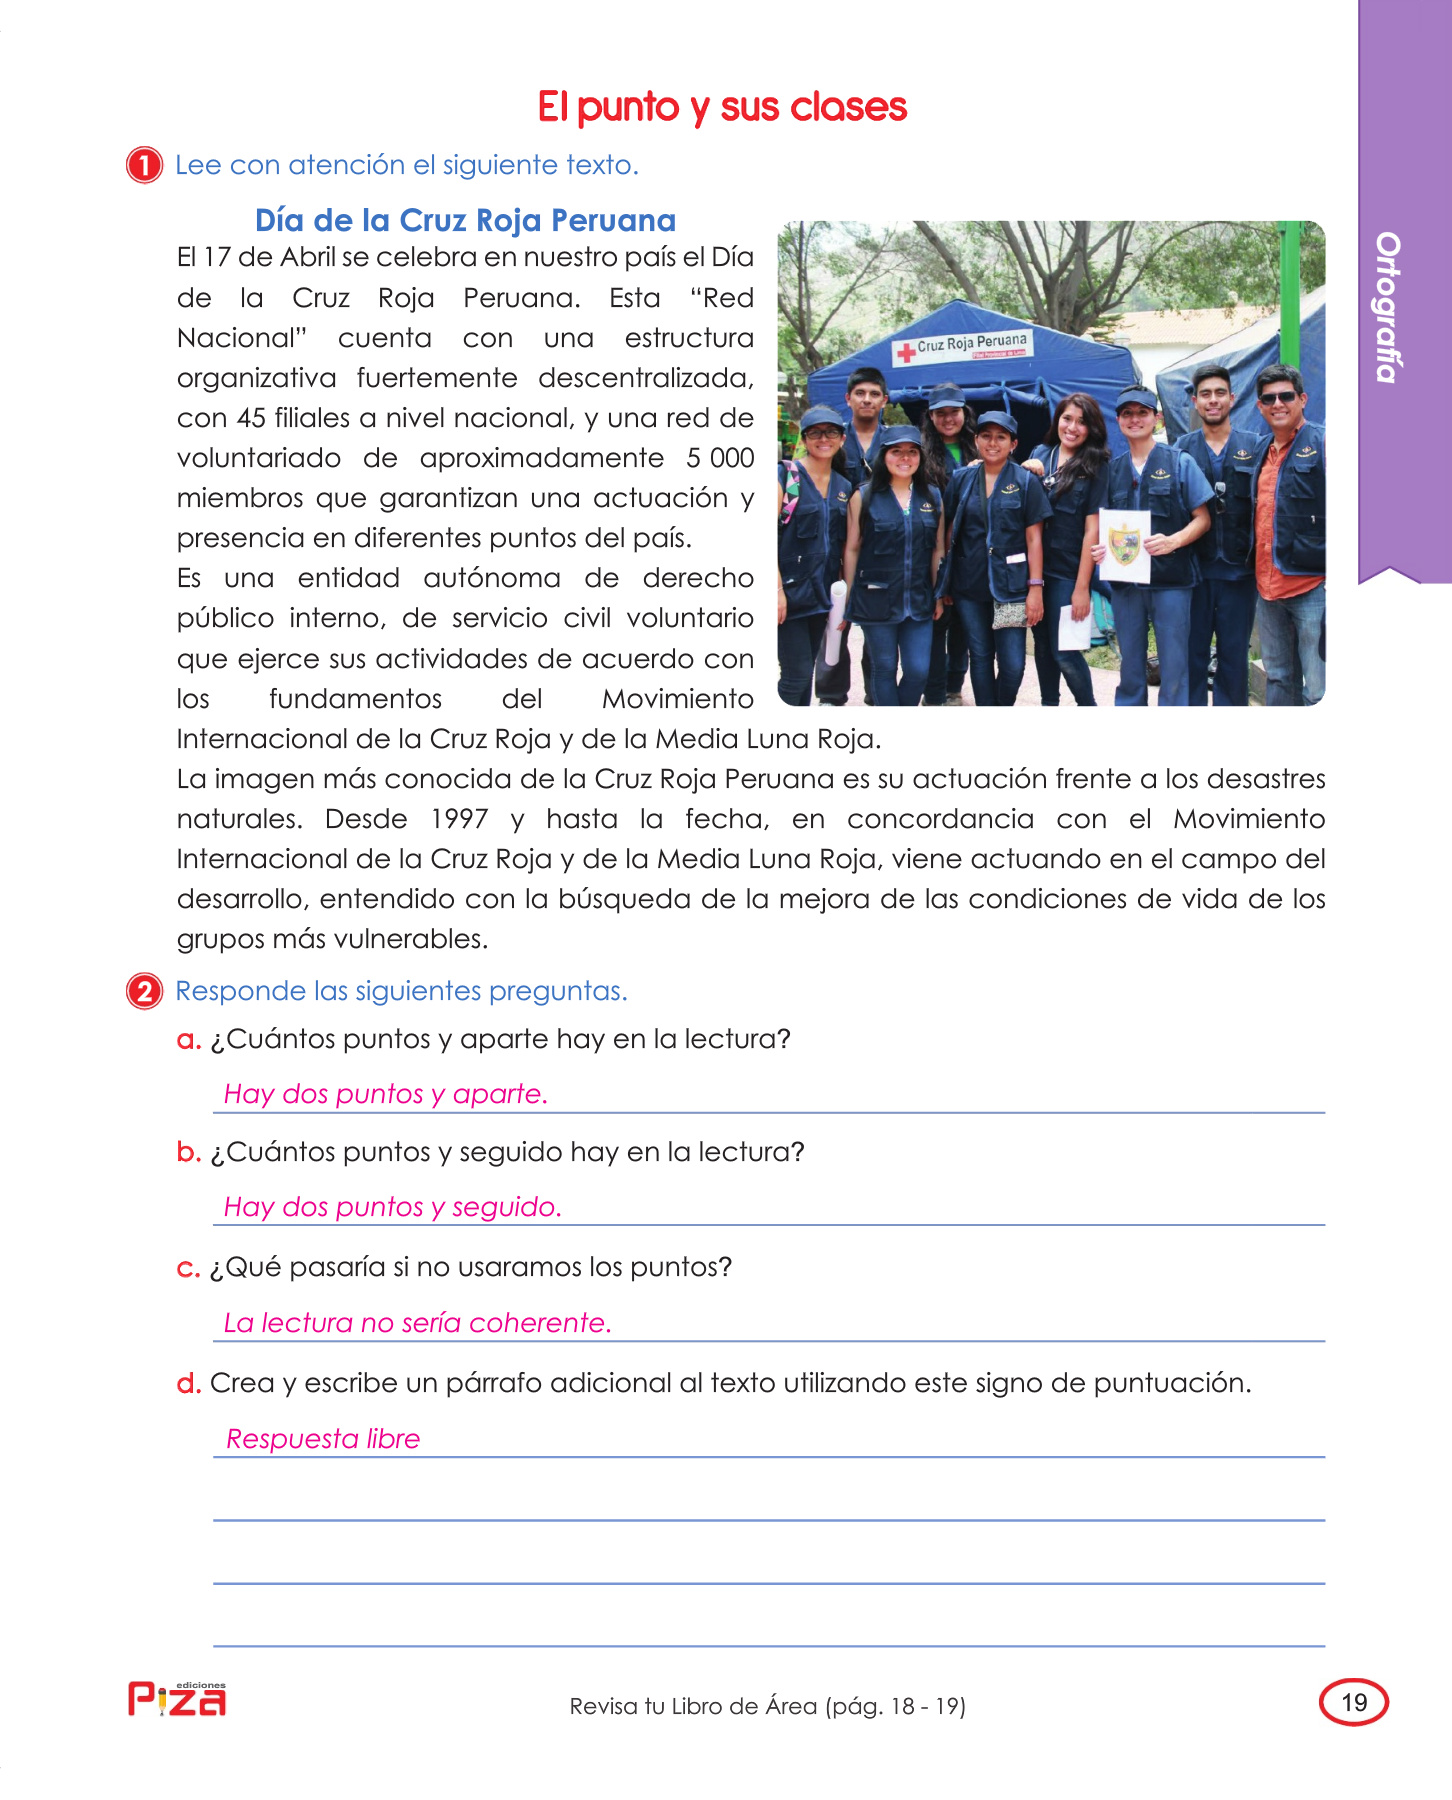 El punto y sus clases
1 Lee con atención el siguiente texto.
Día de la Cruz Roja Peruana
El 17 de Abril se celebra en nuestro país el Día
de la Cruz Roja Peruana. Esta “Red
Nacional” cuenta con una estructura
organizativa fuertemente descentralizada,
con 45 filiales a nivel nacional, y una red de
voluntariado de aproximadamente 5 000
miembros que garantizan una actuación y
presencia en diferentes puntos del país.
Es una entidad autónoma de derecho
público interno, de servicio civil voluntario
que ejerce sus actividades de acuerdo con
los fundamentos del Movimiento
Internacional de la Cruz Roja y de la Media Luna Roja.
La imagen más conocida de la Cruz Roja Peruana es su actuación frente a los desastres
naturales. Desde 1997 y hasta la fecha, en concordancia con el Movimiento
Internacional de la Cruz Roja y de la Media Luna Roja, viene actuando en el campo del
desarrollo, entendido con la búsqueda de la mejora de las condiciones de vida de los
grupos más vulnerables.
Cruz Roja Peruana
Ortografía
2 Responde las siguientes preguntas.
a. ¿Cuántos puntos y aparte hay en la lectura?
Hay dos puntos y aparte.
b. ¿Cuántos puntos y seguido hay en la lectura?
Hay dos puntos y seguido.
c. ¿Qué pasaría si no usaramos los puntos?
La lectura no sería coherente.
d. Crea y escribe un párrafo adicional al texto utilizando este signo de puntuación.
Respuesta libre
ediciones
Piza
Revisa tu Libro de Área (pág. 18 - 19)
19